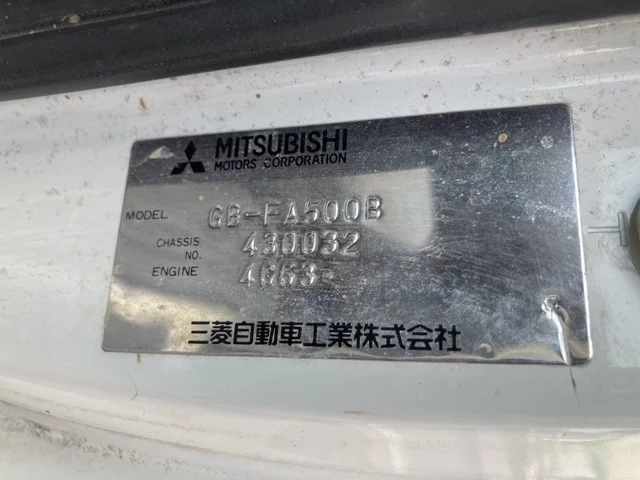 MITSUBISHI
MOTORS CORPORATION
MODEL GB-FA500B
CHASSIS NO. 430032
ENGINE 4G63-
三菱自動車工業株式会社